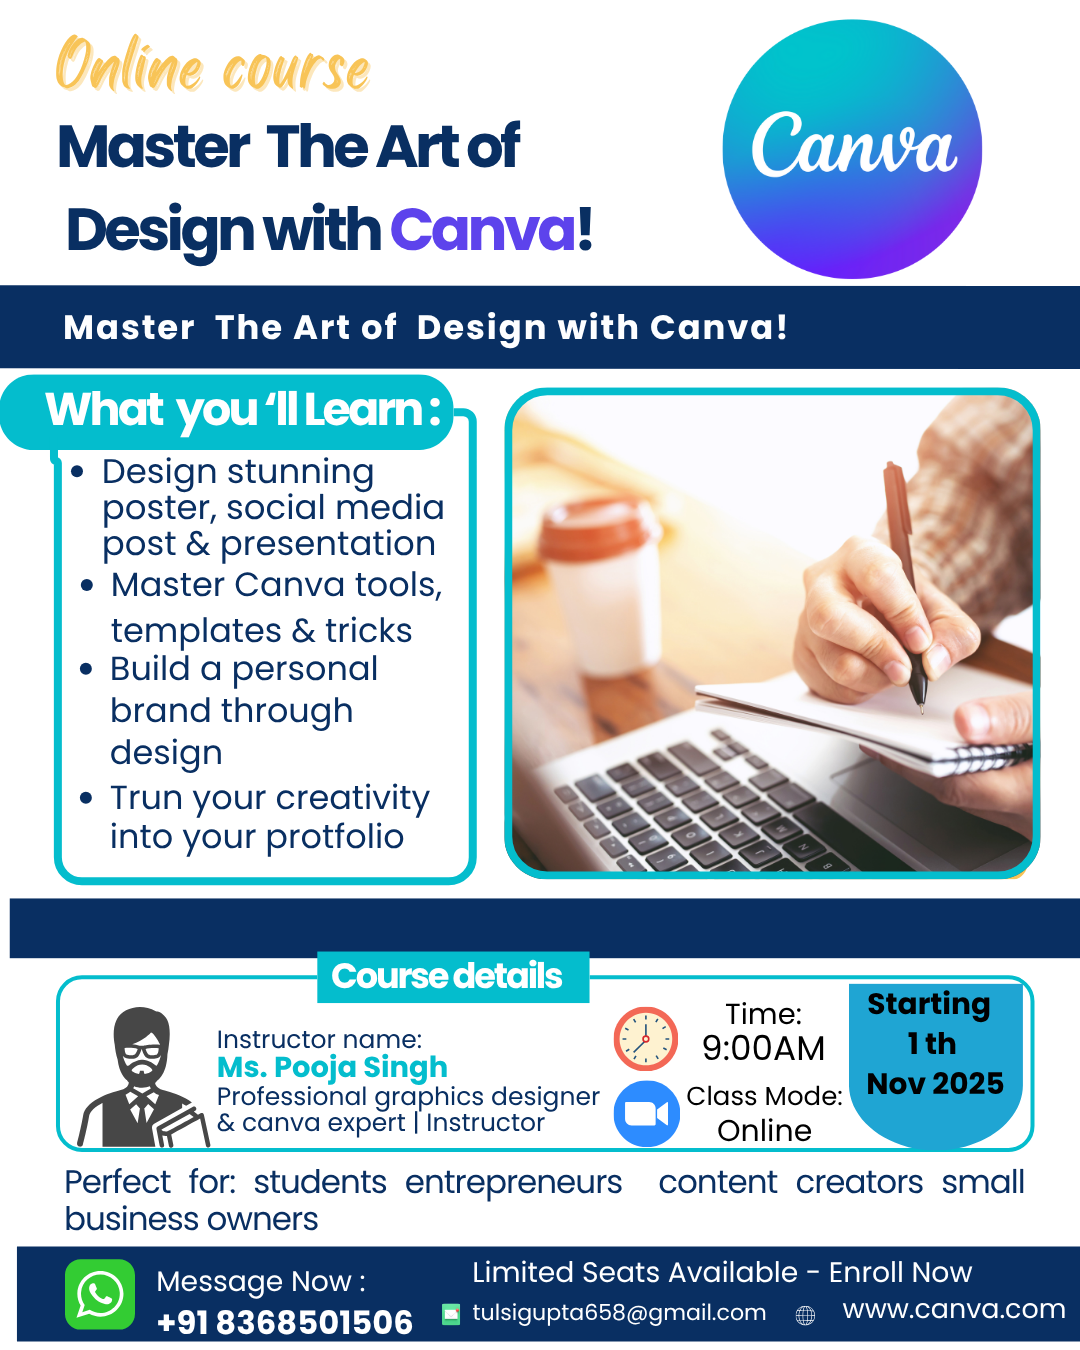 Online course
Master The Art of
Design with Canva!
Canva
Master The Art of Design with Canva!
What you ‘ll Learn :
• Design stunning
poster, social media
post & presentation
• Master Canva tools,
templates & tricks
• Build a personal
brand through
design
• Trun your creativity
into your protfolio
Course details
Instructor name:
Ms. Pooja Singh
Professional graphics designer
& canva expert | Instructor
Time:
9:00AM
Class Mode:
Online
Starting
1 th
Nov 2025
Perfect for: students entrepreneurs content creators small
business owners
Message Now :
+91 8368501506
Limited Seats Available - Enroll Now
tulsigupta658@gmail.com
www.canva.com